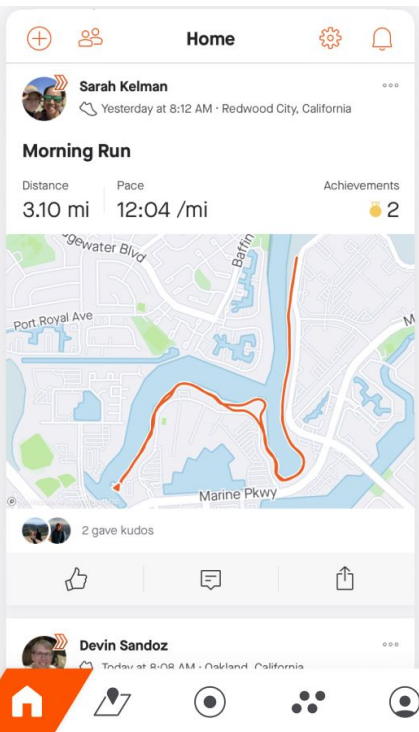 Home
Sarah Kelman
Yesterday at 8:12 AM · Redwood City, California
Morning Run
Distance Pace Achievements
3.10 mi 12:04 /mi 2
gewater Blvd
Baffin
Port Royal Ave
M
Marine Pkwy
2 gave kudos
Devin Sandoz
Today at 8:08 AM · Oakland, California